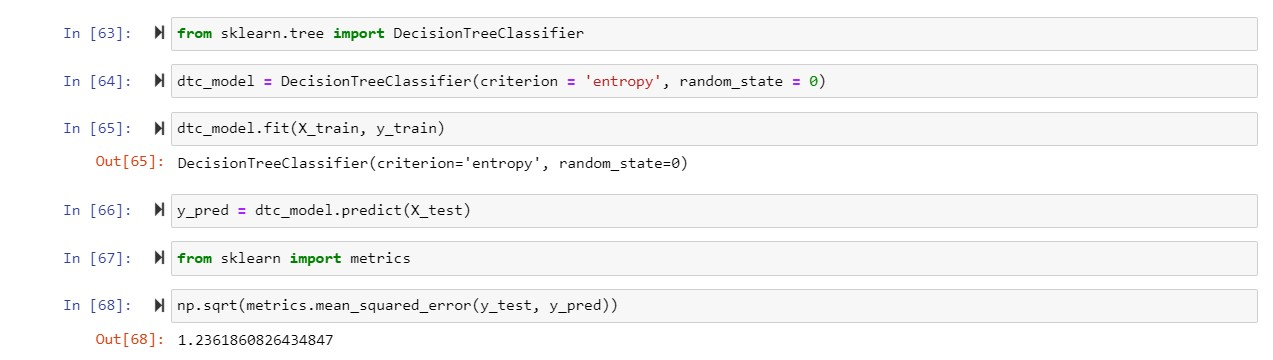 In [63]: from sklearn.tree import DecisionTreeClassifier
In [64]: dtc_model = DecisionTreeClassifier(criterion = 'entropy', random_state = 0)
In [65]: dtc_model.fit(X_train, y_train)
Out[65]: DecisionTreeClassifier(criterion='entropy', random_state=0)
In [66]: y_pred = dtc_model.predict(X_test)
In [67]: from sklearn import metrics
In [68]: np.sqrt(metrics.mean_squared_error(y_test, y_pred))
Out[68]: 1.2361860826434847